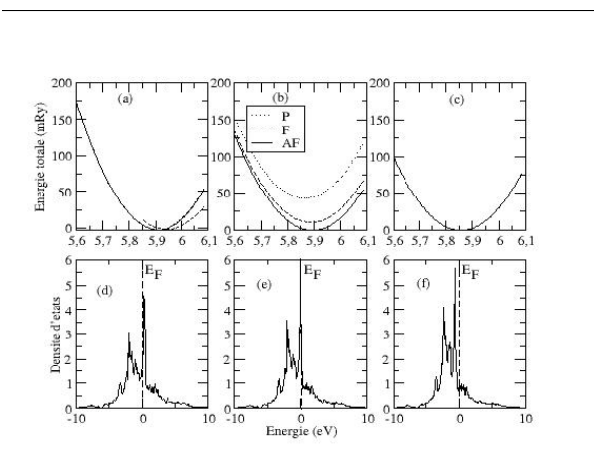 200 (a) 200 (b) 200 (c)
P
F
AF
150 150 150
100 100 100
50 50 50
0 0 0
Energie totale (mRy)
5,6 5,7 5,8 5,9 6 6,1 5,6 5,7 5,8 5,9 6 6,1 5,6 5,7 5,8 5,9 6 6,1
6 E_F 6 E_F 6 E_F
(d) (e) (f)
5 5 5
4 4 4
3 3 3
2 2 2
1 1 1
0 0 0
Densite d'etats
-10 0 10 -10 0 10 -10 0 10
Energie (eV)